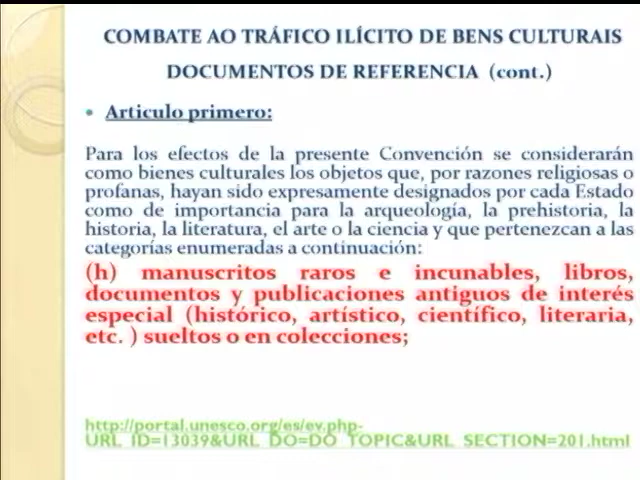 COMBATE AO TRÁFICO ILÍCITO DE BENS CULTURAIS
DOCUMENTOS DE REFERENCIA (cont.)
• Articulo primero:
Para los efectos de la presente Convención se considerarán
como bienes culturales los objetos que, por razones religiosas o
profanas, hayan sido expresamente designados por cada Estado
como de importancia para la arqueología, la prehistoria, la
historia, la literatura, el arte o la ciencia y que pertenezcan a las
categorías enumeradas a continuación:
(h) manuscritos raros e incunables, libros,
documentos y publicaciones antiguos de interés
especial (histórico, artístico, científico, literaria,
etc. ) sueltos o en colecciones;
http://portal.unesco.org/es/ev.php-
URL_ID=13039&URL_DO=DO_TOPIC&URL_SECTION=201.html